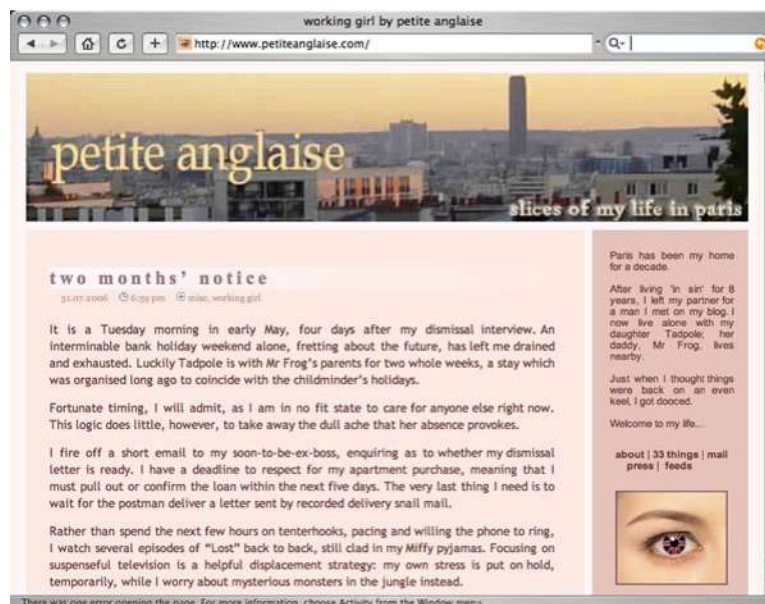 working girl by petite anglaise
http://www.petiteanglaise.com/
Q-
petite anglaise
slices of my life in paris
two months' notice
31.07.2006 6:59 pm misc, working girl
It is a Tuesday morning in early May, four days after my dismissal interview. An
interminable bank holiday weekend alone, fretting about the future, has left me drained
and exhausted. Luckily Tadpole is with Mr Frog's parents for two whole weeks, a stay which
was organised long ago to coincide with the childminder's holidays.
Fortunate timing, I will admit, as I am in no fit state to care for anyone else right now.
This logic does little, however, to take away the dull ache that her absence provokes.
I fire off a short email to my soon-to-be-ex-boss, enquiring as to whether my dismissal
letter is ready. I have a deadline to respect for my apartment purchase, meaning that I
must pull out or confirm the loan within the next five days. The very last thing I need is to
wait for the postman deliver a letter sent by recorded delivery snail mail.
Rather than spend the next few hours on tenterhooks, pacing and willing the phone to ring,
I watch several episodes of "Lost" back to back, still clad in my Miffy pyjamas. Focusing on
suspenseful television is a helpful displacement strategy: my own stress is put on hold,
temporarily, while I worry about mysterious monsters in the jungle instead.
Paris has been my home
for a decade.
After living 'in sin' for 8
years, I left my partner for
a man I met on my blog. I
now live alone with my
daughter Tadpole; her
daddy, Mr Frog, lives
nearby.
Just when I thought things
were back on an even
keel, I got dooced.
Welcome to my life...
about | 33 things | mail
press | feeds
There was one error opening the page. For more information, choose Activity from the Window menu.